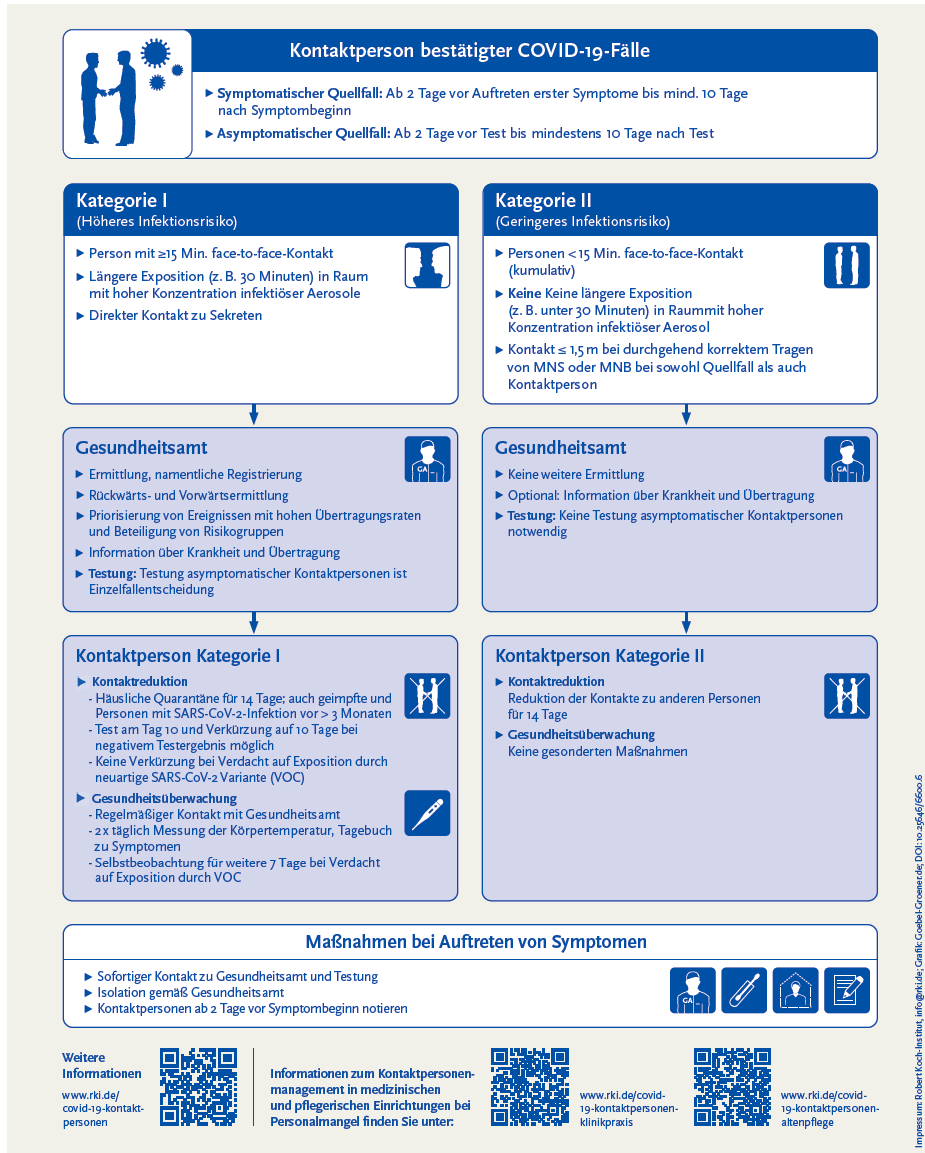 Kontaktperson bestätigter COVID-19-Fälle
▸ Symptomatischer Quellfall: Ab 2 Tage vor Auftreten erster Symptome bis mind. 10 Tage
nach Symptombeginn
▸ Asymptomatischer Quellfall: Ab 2 Tage vor Test bis mindestens 10 Tage nach Test
Kategorie I
(Höheres Infektionsrisiko)
▸ Person mit ≥15 Min. face-to-face-Kontakt
▸ Längere Exposition (z. B. 30 Minuten) in Raum
mit hoher Konzentration infektiöser Aerosole
▸ Direkter Kontakt zu Sekreten
Kategorie II
(Geringeres Infektionsrisiko)
▸ Personen < 15 Min. face-to-face-Kontakt
(kumulativ)
▸ Keine Keine längere Exposition
(z. B. unter 30 Minuten) in Raummit hoher
Konzentration infektiöser Aerosol
▸ Kontakt ≤ 1,5 m bei durchgehend korrektem Tragen
von MNS oder MNB bei sowohl Quellfall als auch
Kontaktperson
Gesundheitsamt
GA
▸ Ermittlung, namentliche Registrierung
▸ Rückwärts- und Vorwärtsermittlung
▸ Priorisierung von Ereignissen mit hohen Übertragungsraten
und Beteiligung von Risikogruppen
▸ Information über Krankheit und Übertragung
▸ Testung: Testung asymptomatischer Kontaktpersonen ist
Einzelfallentscheidung
Gesundheitsamt
GA
▸ Keine weitere Ermittlung
▸ Optional: Information über Krankheit und Übertragung
▸ Testung: Keine Testung asymptomatischer Kontaktpersonen
notwendig
Kontaktperson Kategorie I
▸ Kontaktreduktion
- Häusliche Quarantäne für 14 Tage; auch geimpfte und
Personen mit SARS-CoV-2-Infektion vor > 3 Monaten
- Test am Tag 10 und Verkürzung auf 10 Tage bei
negativem Testergebnis möglich
- Keine Verkürzung bei Verdacht auf Exposition durch
neuartige SARS-CoV-2 Variante (VOC)
▸ Gesundheitsüberwachung
- Regelmäßiger Kontakt mit Gesundheitsamt
- 2 x täglich Messung der Körpertemperatur, Tagebuch
zu Symptomen
- Selbstbeobachtung für weitere 7 Tage bei Verdacht
auf Exposition durch VOC
Kontaktperson Kategorie II
▸ Kontaktreduktion
Reduktion der Kontakte zu anderen Personen
für 14 Tage
▸ Gesundheitsüberwachung
Keine gesonderten Maßnahmen
Maßnahmen bei Auftreten von Symptomen
▸ Sofortiger Kontakt zu Gesundheitsamt und Testung
▸ Isolation gemäß Gesundheitsamt
▸ Kontaktpersonen ab 2 Tage vor Symptombeginn notieren
GA
Weitere
Informationen
www.rki.de/
covid-19-kontakt-
personen
Informationen zum Kontaktpersonen-
management in medizinischen
und pflegerischen Einrichtungen bei
Personalmangel finden Sie unter:
www.rki.de/covid-
19-kontaktpersonen-
klinikpraxis
www.rki.de/covid-
19-kontaktpersonen-
altenpflege
Impressum: Robert Koch-Institut, info@rki.de; Grafik: Goebel-Groener.de; DOI: 10.25646/6600.6